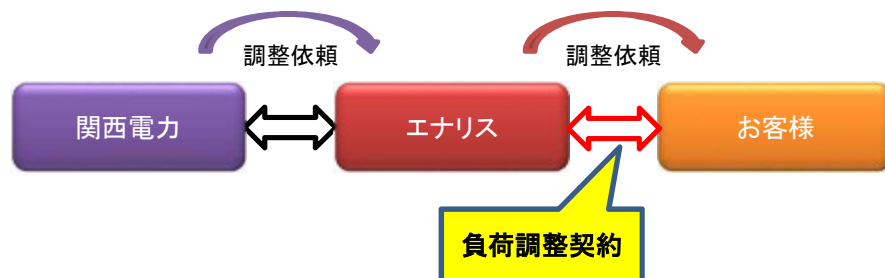 調整依頼
調整依頼
関西電力
エナリス
お客様
負荷調整契約